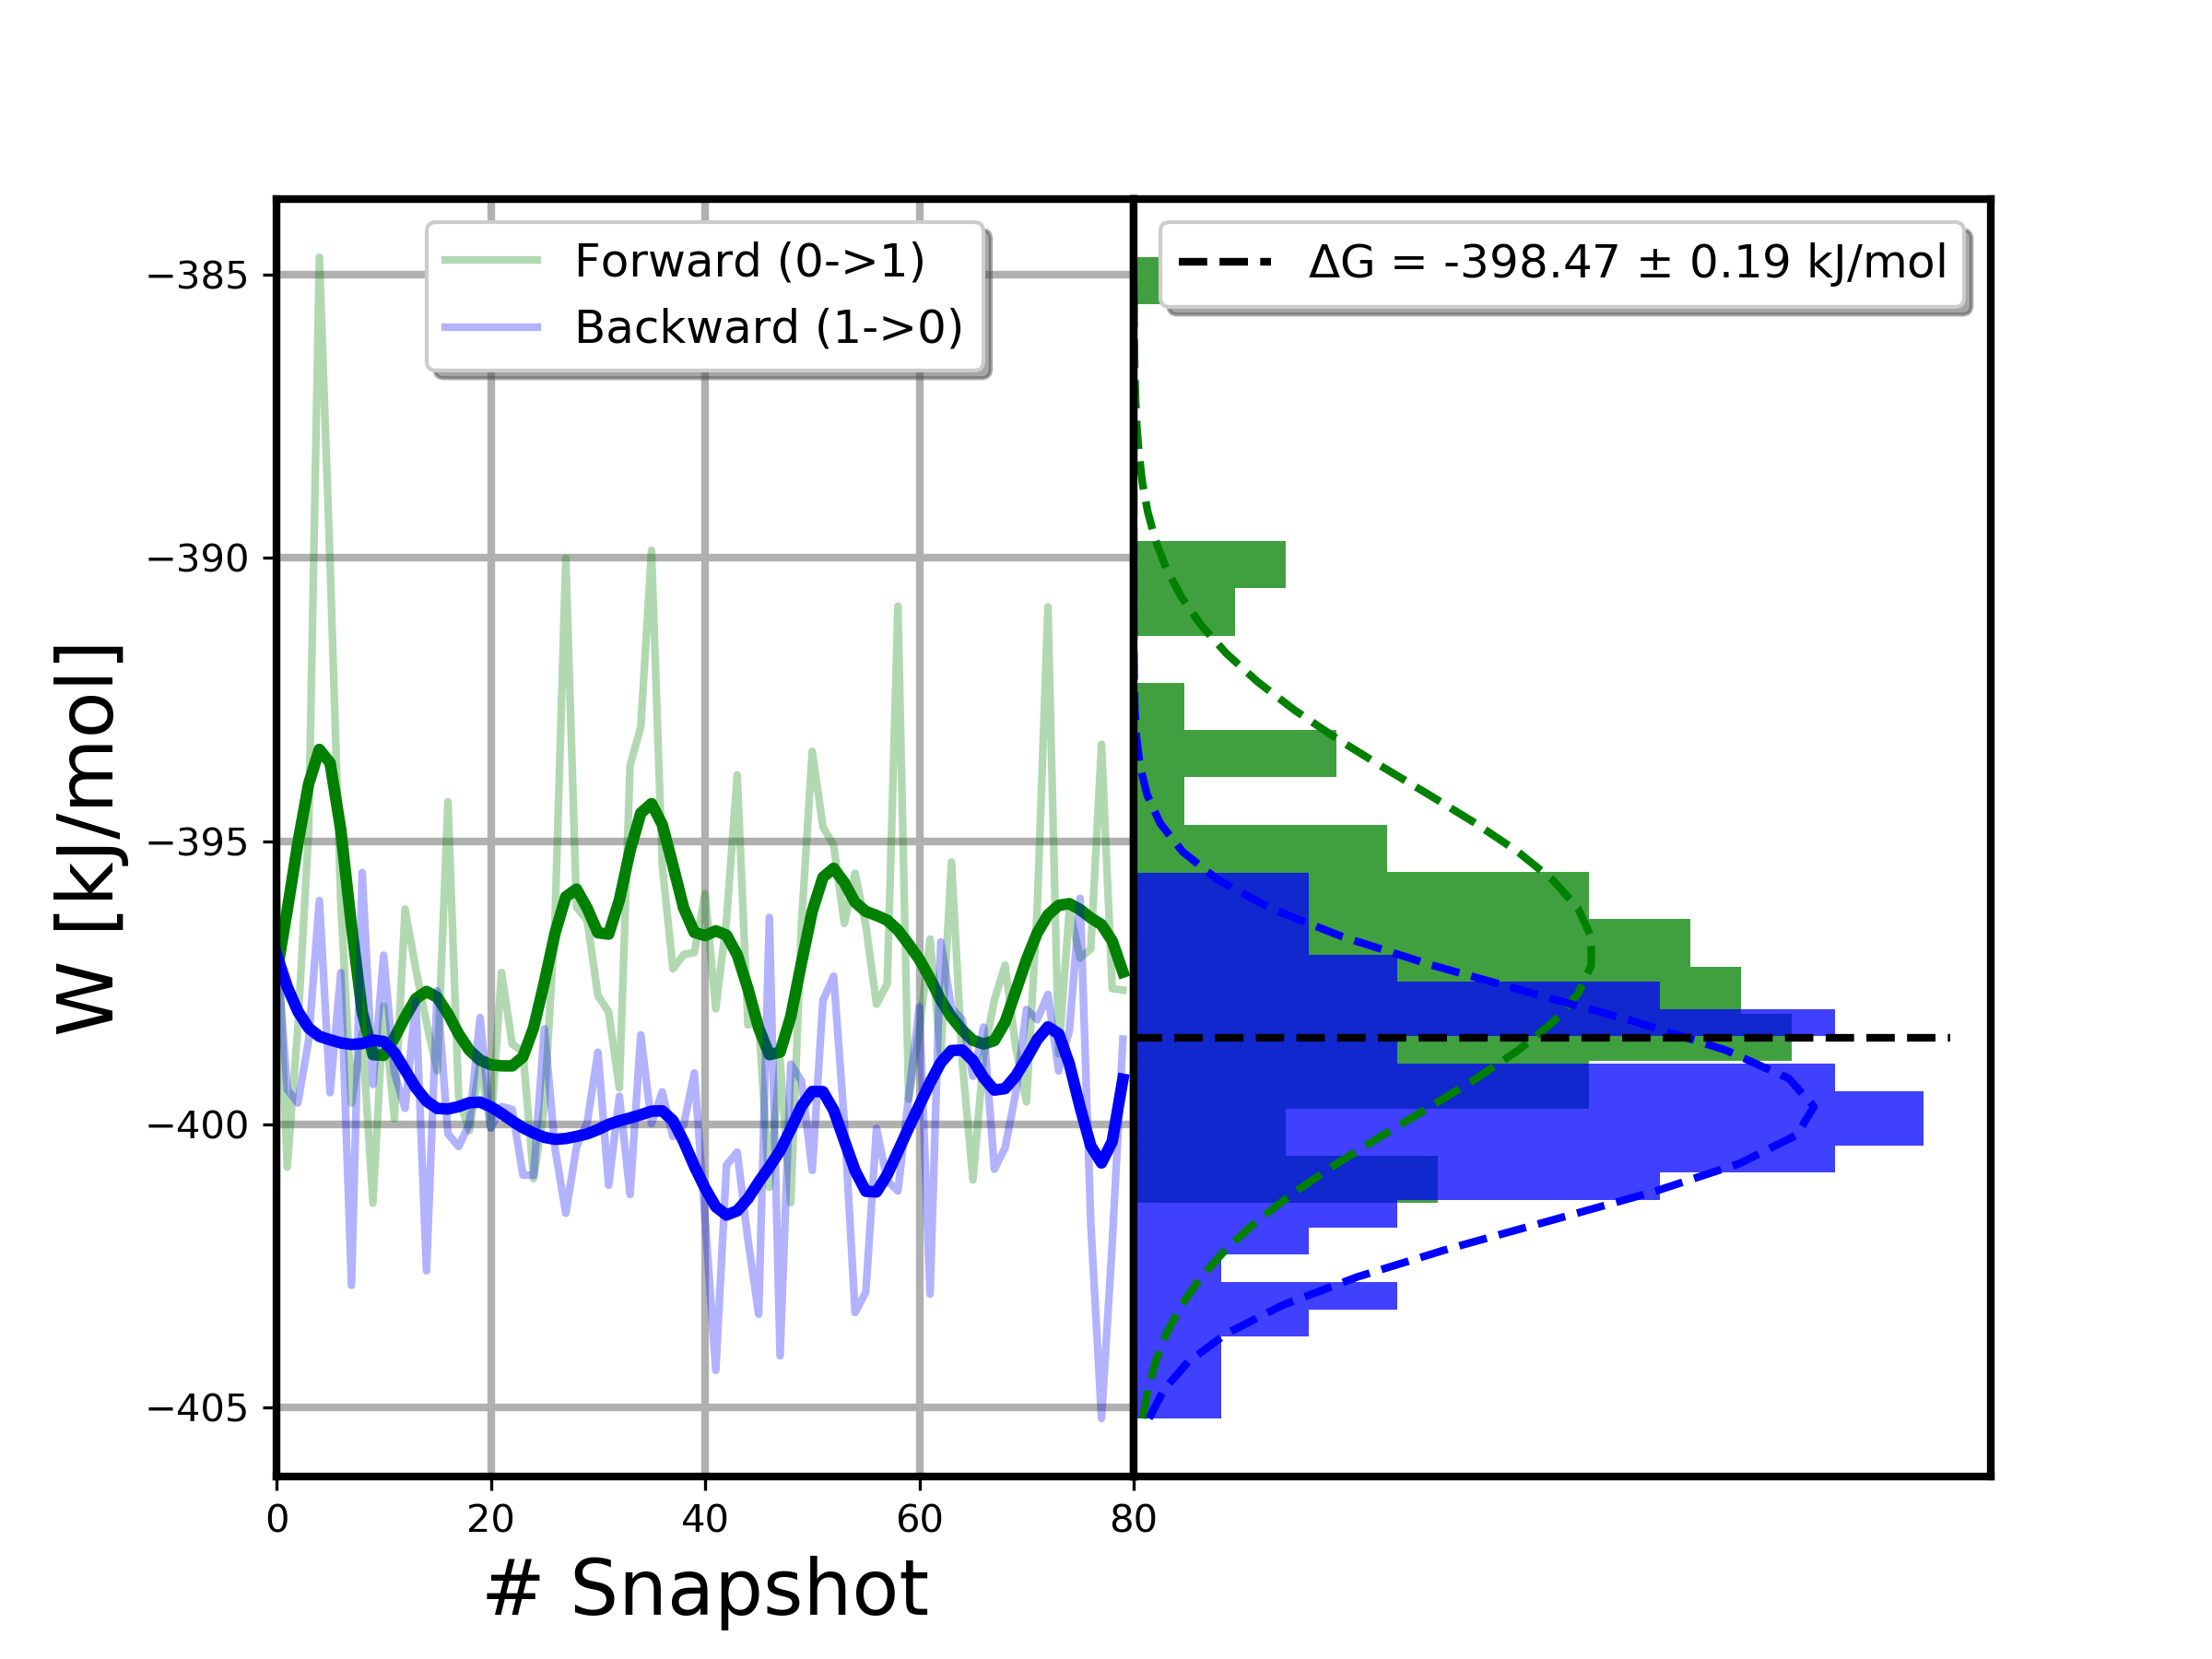 Forward (0->1)
Backward (1->0)
ΔG = -398.47 ± 0.19 kJ/mol
−385
−390
−395
−400
−405
W [kJ/mol]
0 20 40 60 80
# Snapshot